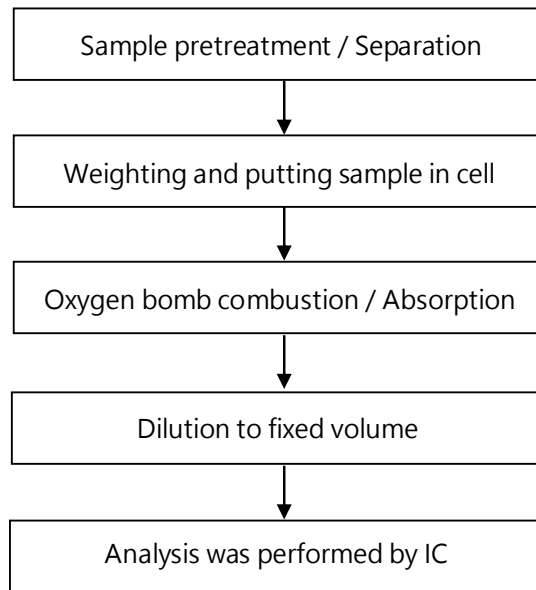 Sample pretreatment / Separation
Weighting and putting sample in cell
Oxygen bomb combustion / Absorption
Dilution to fixed volume
Analysis was performed by IC